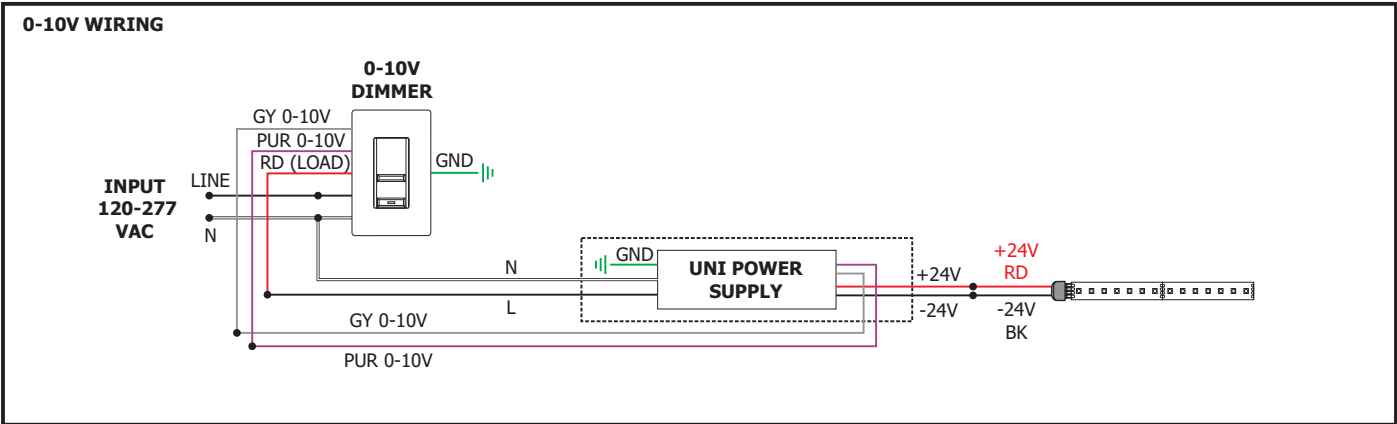 0-10V WIRING
0-10V
DIMMER
GY 0-10V
PUR 0-10V
RD (LOAD)
GND
INPUT
120-277
VAC
LINE
N
N
L
GND
UNI POWER
SUPPLY
+24V
-24V
+24V
RD
-24V
BK
GY 0-10V
PUR 0-10V